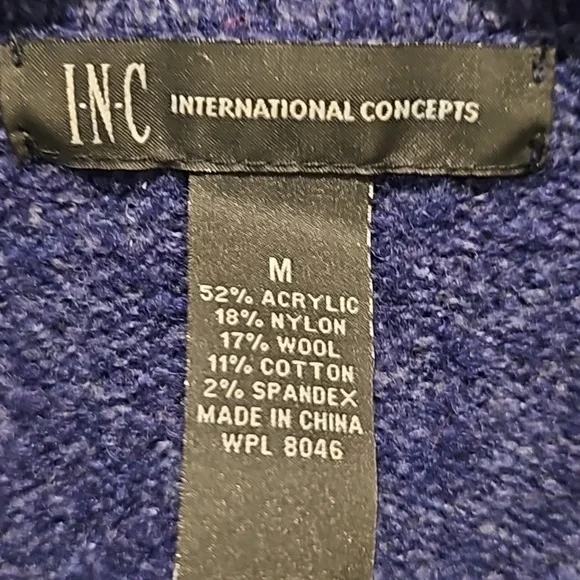 I·N·C INTERNATIONAL CONCEPTS
M
52% ACRYLIC
18% NYLON
17% WOOL
11% COTTON
2% SPANDEX
MADE IN CHINA
WPL 8046